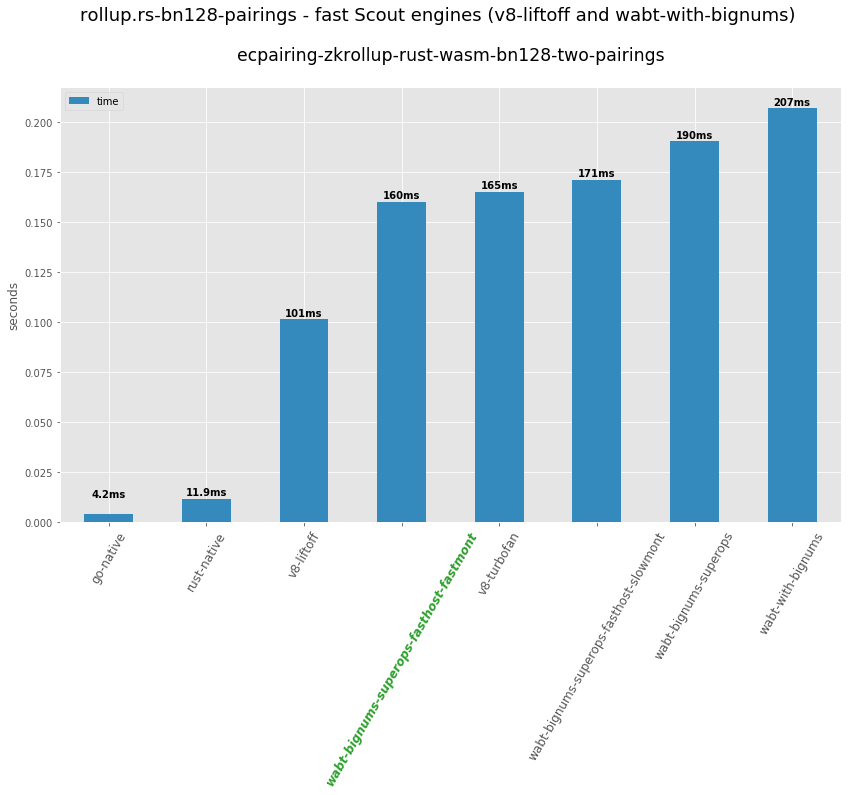 rollup.rs-bn128-pairings - fast Scout engines (v8-liftoff and wabt-with-bignums)
ecpairing-zkrollup-rust-wasm-bn128-two-pairings
time
seconds
0.200
0.175
0.150
0.125
0.100
0.075
0.050
0.025
0.000
4.2ms
11.9ms
101ms
160ms
165ms
171ms
190ms
207ms
go-native
rust-native
v8-liftoff
wabt-bignums-superops-fasthost-fastmont
v8-turbofan
wabt-bignums-superops-fasthost-slowmont
wabt-bignums-superops
wabt-with-bignums